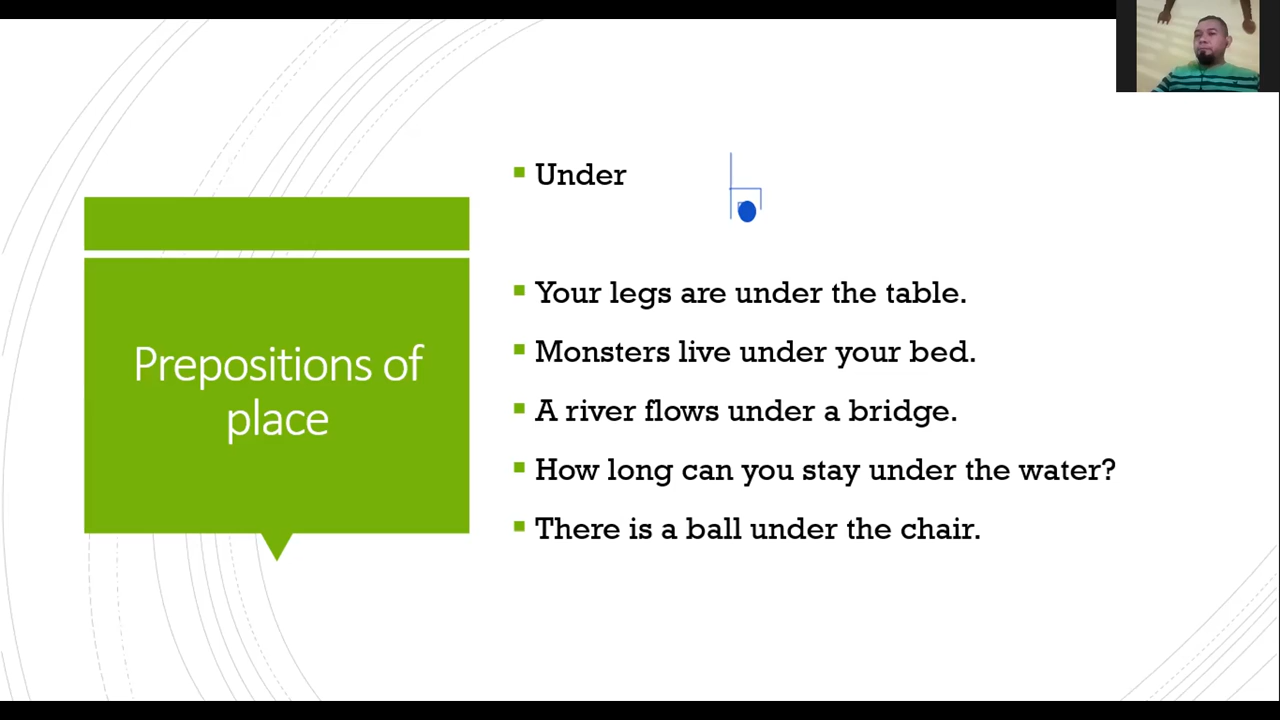 Prepositions of
place
Under
Your legs are under the table.
Monsters live under your bed.
A river flows under a bridge.
How long can you stay under the water?
There is a ball under the chair.